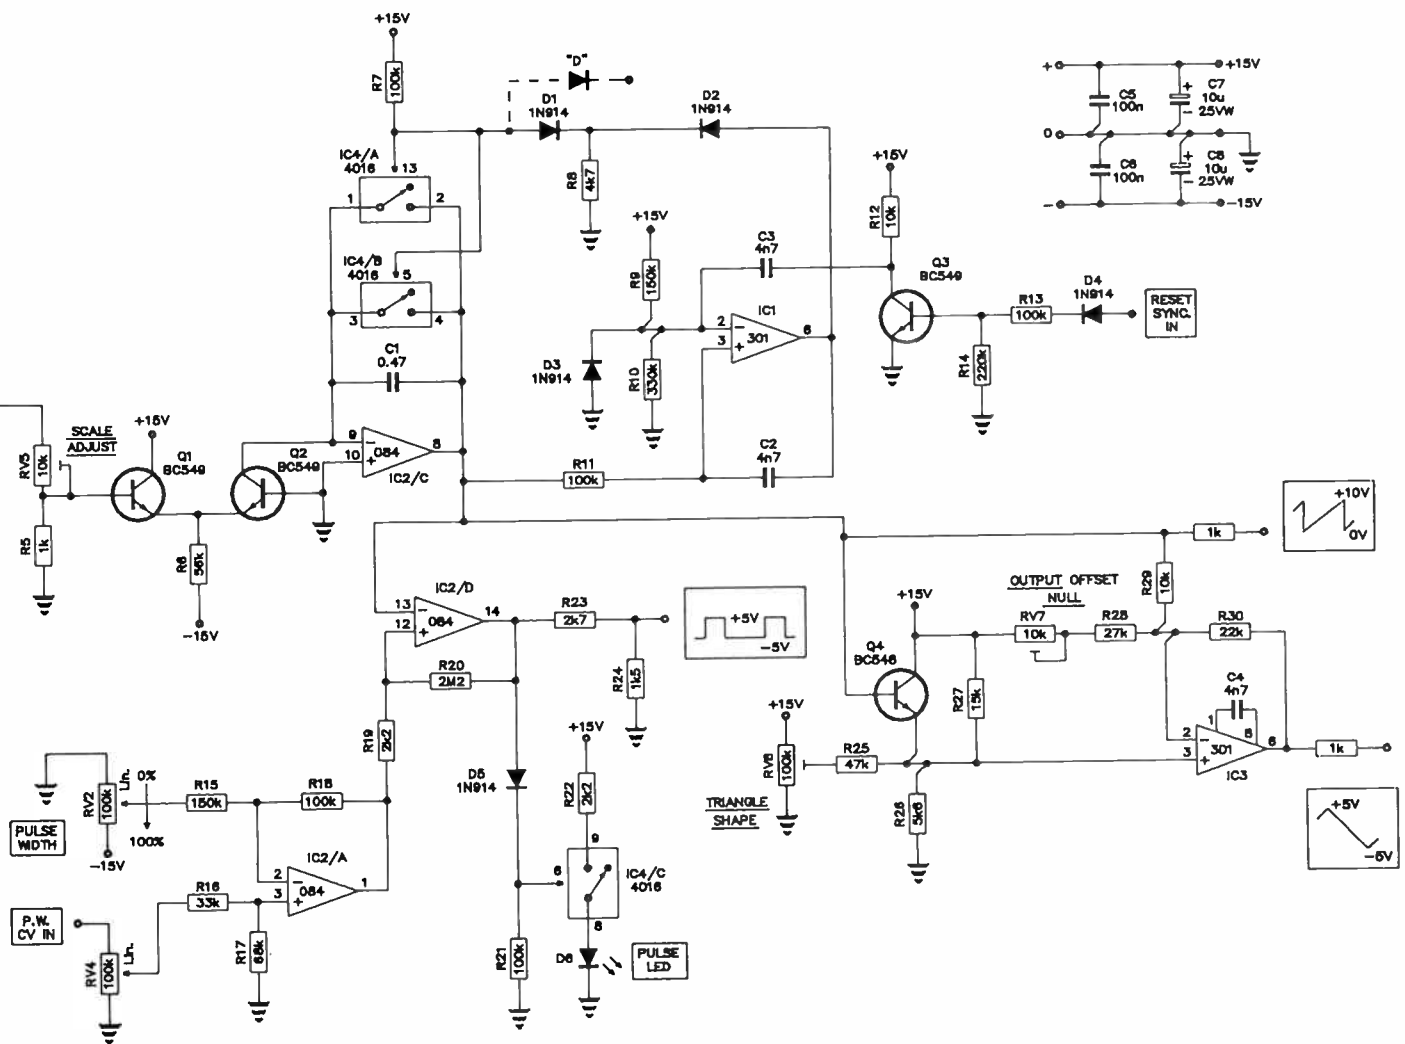 +15V
R7
100k
"D"
D1
1N914
D2
1N914
R8
4k7
IC4/A
4016
13
1
2
IC4/B
4016
5
3
4
C1
0.47
9
10
084
8
IC2/C
+
0
-
C5
100n
C6
100n
+
C7
10u
- 25VW
+
C8
10u
- 25VW
+15V
-15V
+15V
R12
10k
+15V
R9
150k
R10
330k
D3
1N914
C3
4n7
IC1
2
3
301
6
C2
4n7
R11
100k
Q3
BC549
R13
100k
R14
220k
D4
1N914
RESET
SYNC.
IN
SCALE
ADJUST
RV5
10k
R5
1k
+15V
Q1
BC549
Q2
BC549
R6
56k
-15V
IC2/D
13
12
084
14
R23
2k7
R24
1k5
+5V
-5V
R20
2M2
R19
2k2
D5
1N914
R21
100k
+15V
R22
2k2
9
6
8
IC4/C
4016
D6
PULSE
LED
PULSE
WIDTH
RV2
100k
Lin.
0%
100%
-15V
R15
150k
R18
100k
IC2/A
2
3
084
1
R16
33k
R17
68k
P.W.
CV IN
RV4
100k
Lin.
1k
+10V
0V
R29
10k
OUTPUT OFFSET
NULL
RV7
10k
R28
27k
R30
22k
+15V
Q4
BC548
R27
15k
C4
4n7
1
8
2
3
301
6
IC3
1k
+15V
RV8
100k
TRIANGLE
SHAPE
R25
47k
R26
5k6
+5V
-5V